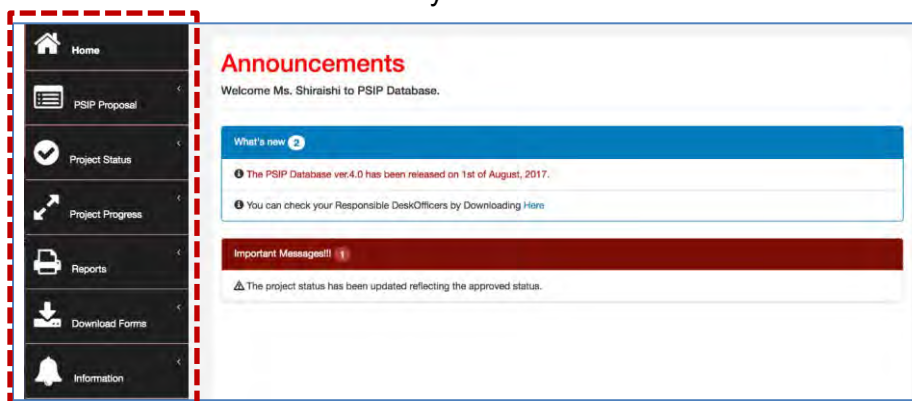 Home
PSIP Proposal
Project Status
Project Progress
Reports
Download Forms
Information
Announcements
Welcome Ms. Shiraishi to PSIP Database.
What's new 2
The PSIP Database ver.4.0 has been released on 1st of August, 2017.
You can check your Responsible DeskOfficers by Downloading Here
Important Messages!!! 1
The project status has been updated reflecting the approved status.